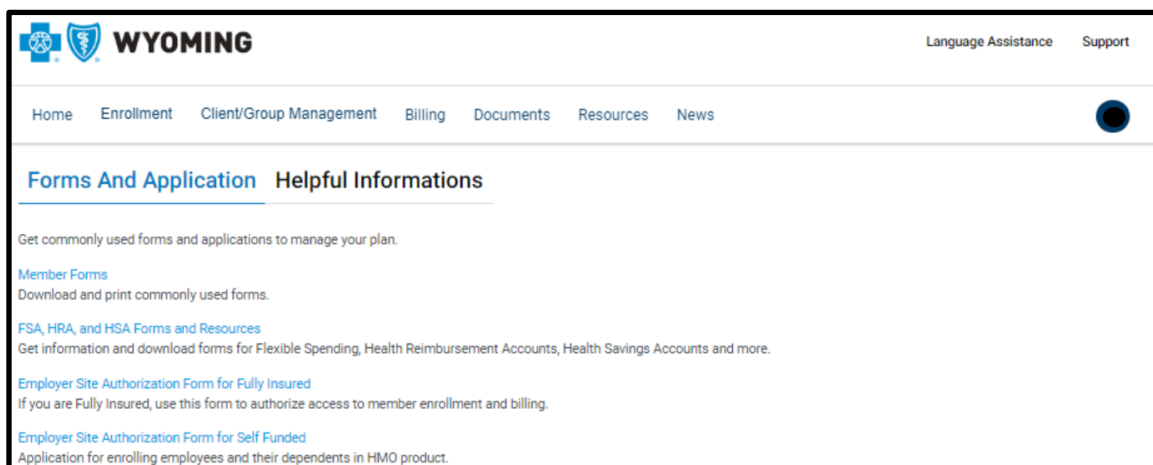 WYOMING
Language Assistance Support
Home Enrollment Client/Group Management Billing Documents Resources News
Forms And Application Helpful Informations
Get commonly used forms and applications to manage your plan.
Member Forms
Download and print commonly used forms.
FSA, HRA, and HSA Forms and Resources
Get information and download forms for Flexible Spending, Health Reimbursement Accounts, Health Savings Accounts and more.
Employer Site Authorization Form for Fully Insured
If you are Fully Insured, use this form to authorize access to member enrollment and billing.
Employer Site Authorization Form for Self Funded
Application for enrolling employees and their dependents in HMO product.